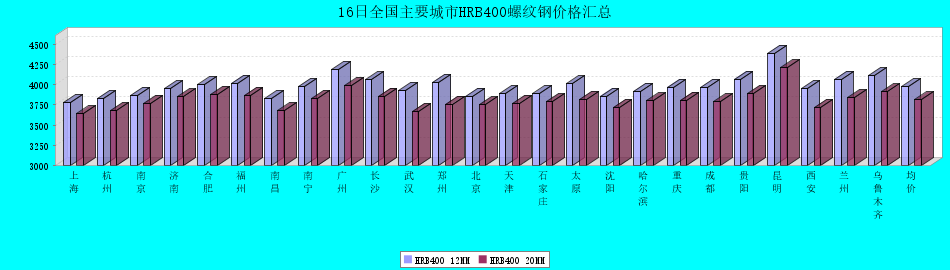 16日全国主要城市HRB400螺纹钢价格汇总
4500
4250
4000
3750
3500
3250
3000
上海 杭州 南京 济南 合肥 福州 南昌 南宁 广州 长沙 武汉 郑州 北京 天津 石家庄 太原 沈阳 哈尔滨 重庆 成都 贵阳 昆明 西安 兰州 乌鲁木齐 均价
HRB400 12MM HRB400 20MM